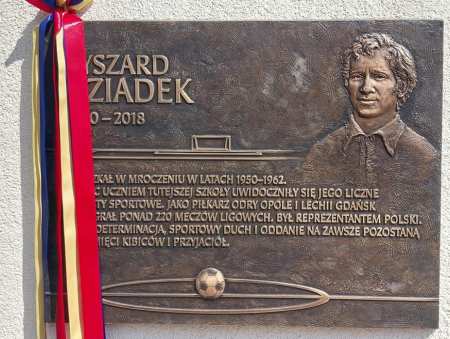 YSZARD
ZIADEK
0 – 2018
ZKAŁ W MROCZENIU W LATACH 1950–1962.
C UCZNIEM TUTEJSZEJ SZKOŁY UWIDOCZNIŁY SIĘ JEGO LICZNE
TY SPORTOWE. JAKO PIŁKARZ ODRY OPOLE I LECHII GDAŃSK
GRAŁ PONAD 220 MECZÓW LIGOWYCH. BYŁ REPREZENTANTEM POLSKI.
DETERMINACJA, SPORTOWY DUCH I ODDANIE NA ZAWSZE POZOSTANĄ
MIĘCI KIBICÓW I PRZYJACIÓŁ.